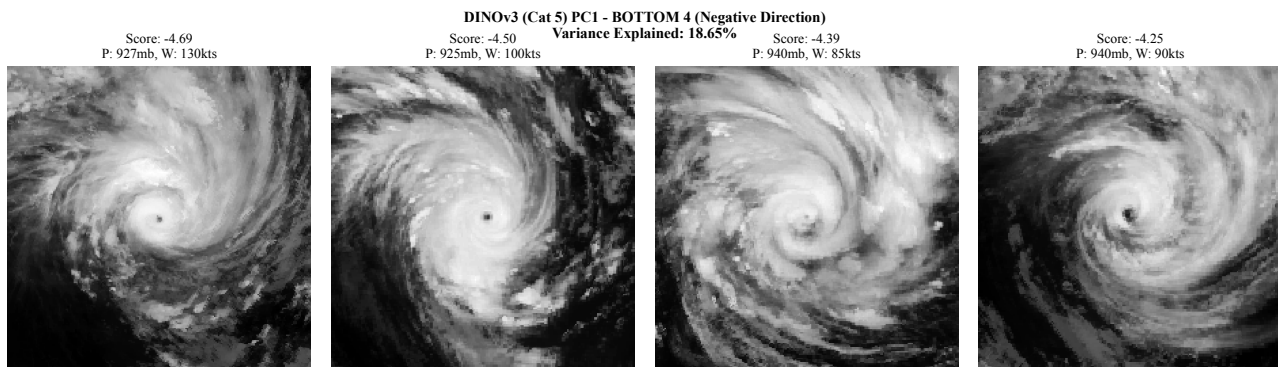 DINOv3 (Cat 5) PC1 - BOTTOM 4 (Negative Direction)
Variance Explained: 18.65%
Score: -4.69
P: 927mb, W: 130kts
Score: -4.50
P: 925mb, W: 100kts
Score: -4.39
P: 940mb, W: 85kts
Score: -4.25
P: 940mb, W: 90kts